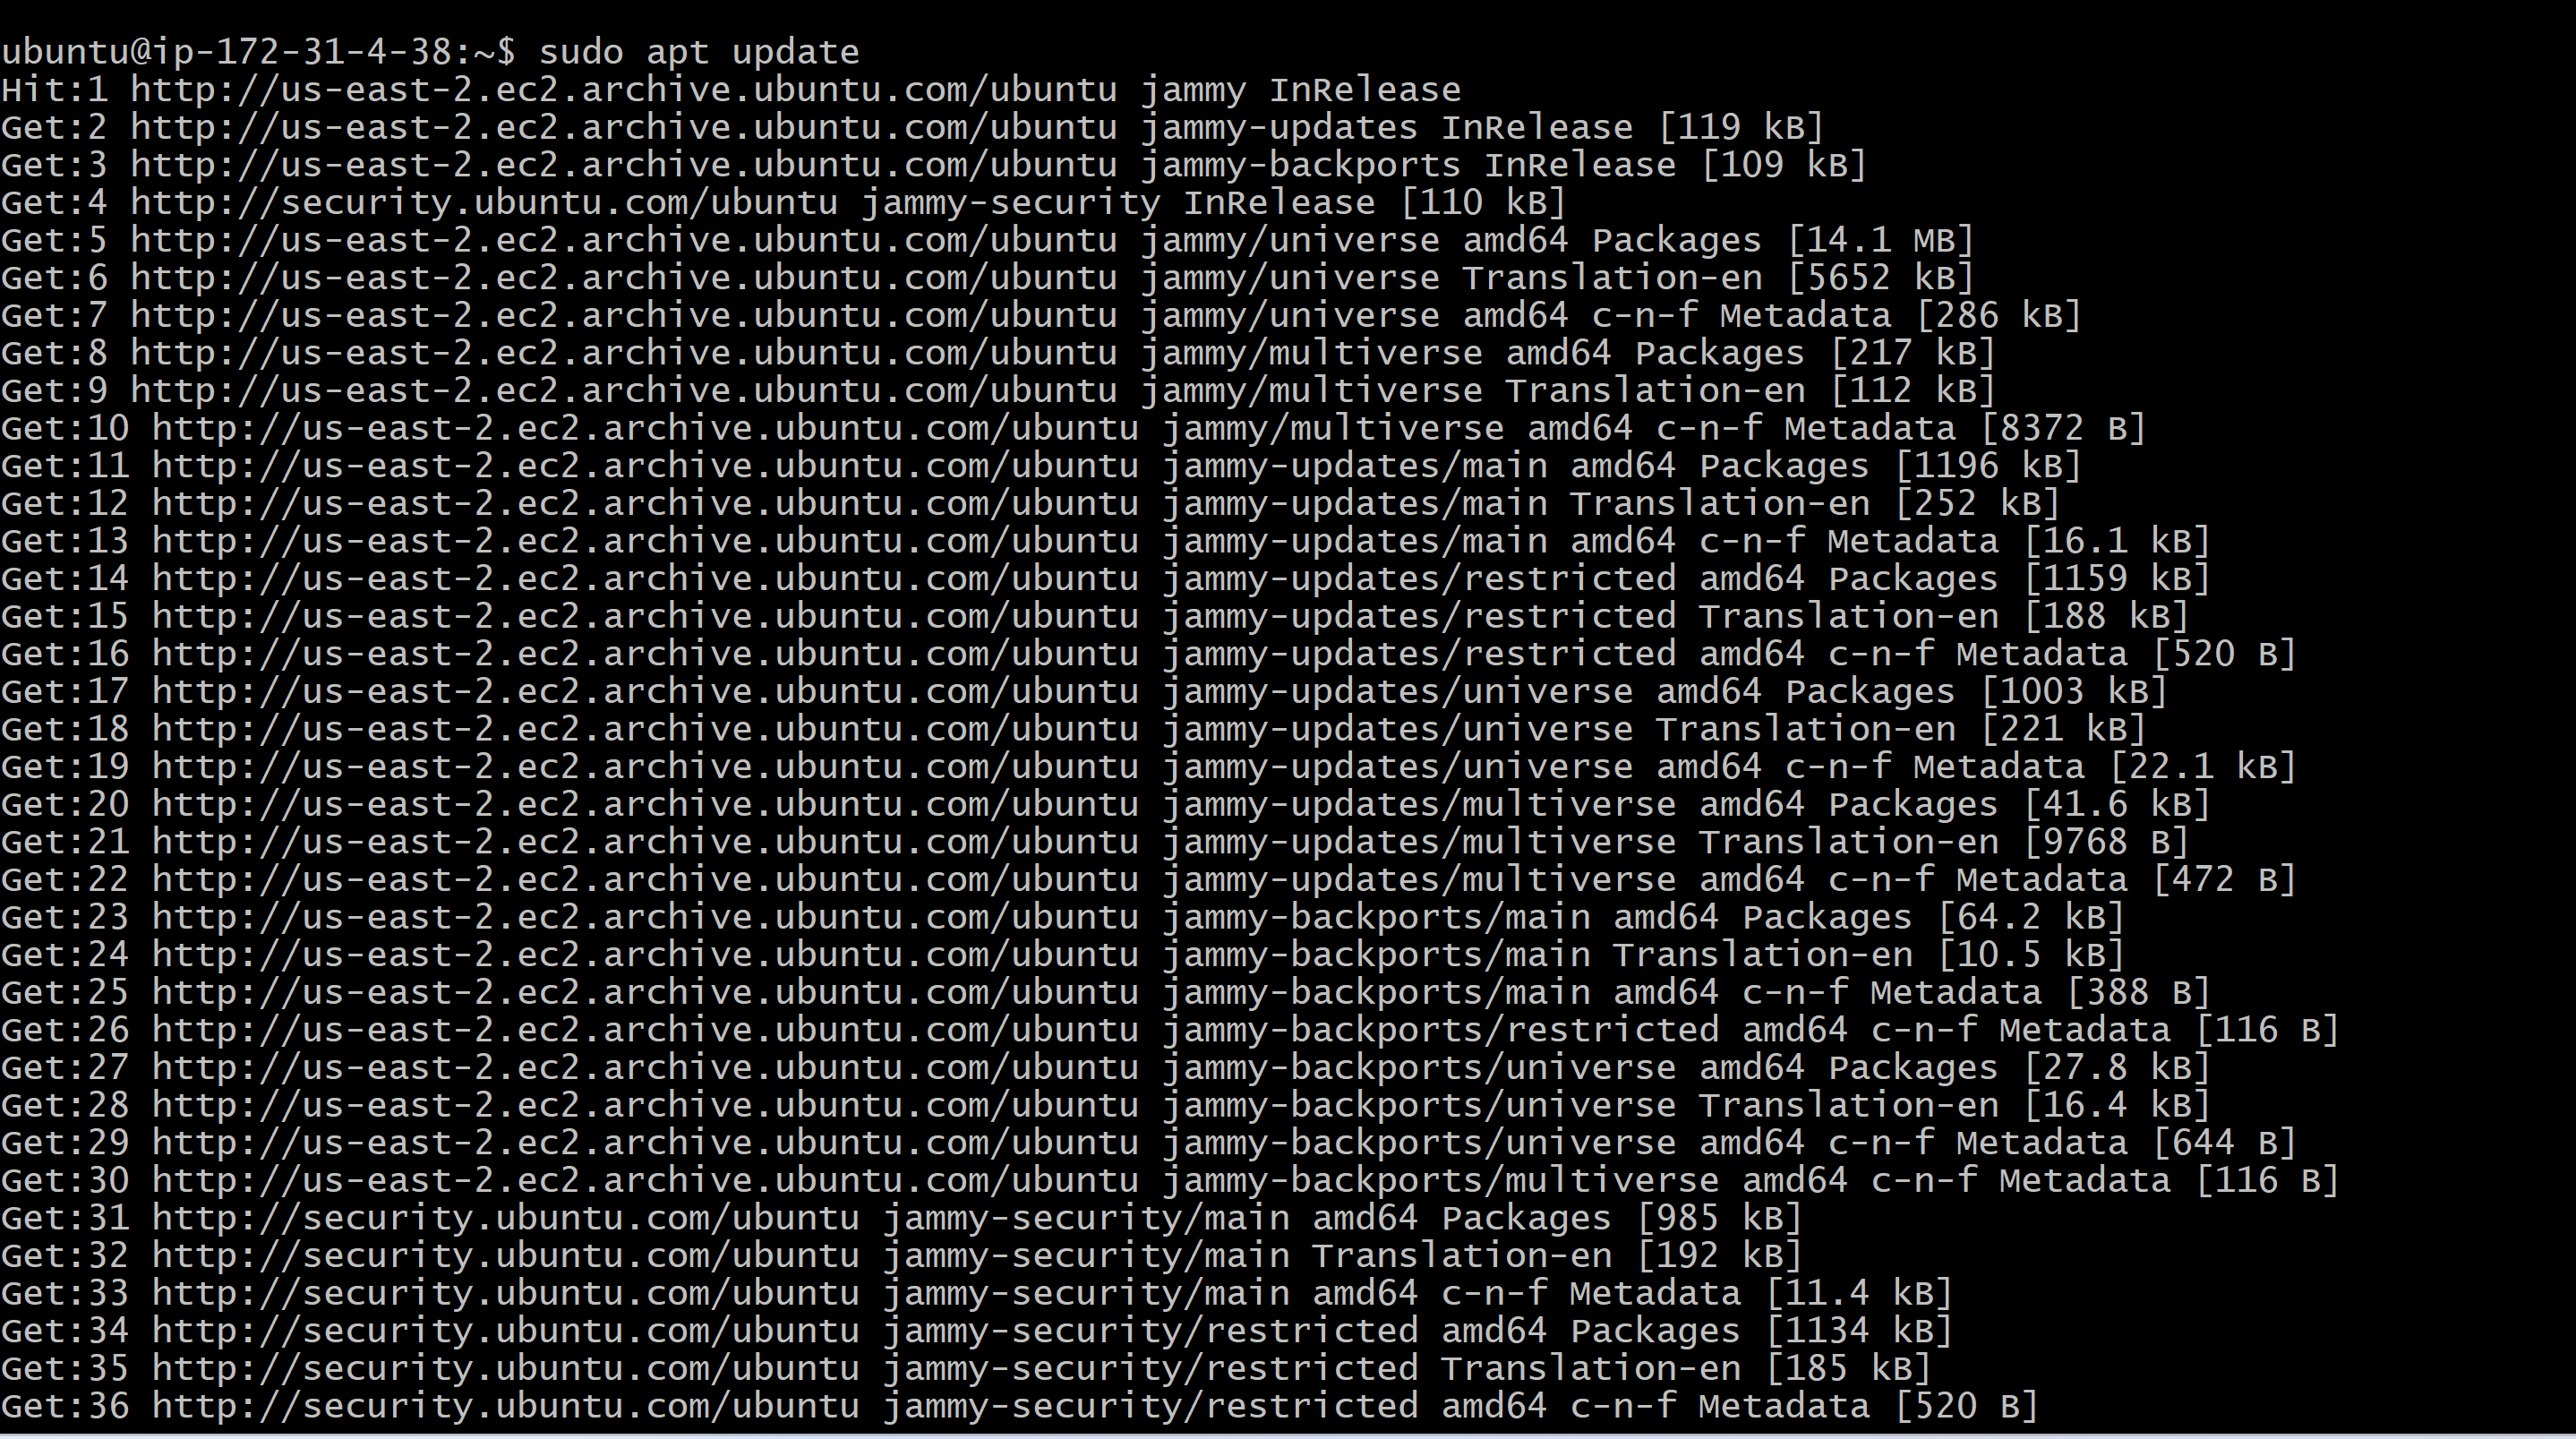 ubuntu@ip-172-31-4-38:~$ sudo apt update
Hit:1 http://us-east-2.ec2.archive.ubuntu.com/ubuntu jammy InRelease
Get:2 http://us-east-2.ec2.archive.ubuntu.com/ubuntu jammy-updates InRelease [119 kB]
Get:3 http://us-east-2.ec2.archive.ubuntu.com/ubuntu jammy-backports InRelease [109 kB]
Get:4 http://security.ubuntu.com/ubuntu jammy-security InRelease [110 kB]
Get:5 http://us-east-2.ec2.archive.ubuntu.com/ubuntu jammy/universe amd64 Packages [14.1 MB]
Get:6 http://us-east-2.ec2.archive.ubuntu.com/ubuntu jammy/universe Translation-en [5652 kB]
Get:7 http://us-east-2.ec2.archive.ubuntu.com/ubuntu jammy/universe amd64 c-n-f Metadata [286 kB]
Get:8 http://us-east-2.ec2.archive.ubuntu.com/ubuntu jammy/multiverse amd64 Packages [217 kB]
Get:9 http://us-east-2.ec2.archive.ubuntu.com/ubuntu jammy/multiverse Translation-en [112 kB]
Get:10 http://us-east-2.ec2.archive.ubuntu.com/ubuntu jammy/multiverse amd64 c-n-f Metadata [8372 B]
Get:11 http://us-east-2.ec2.archive.ubuntu.com/ubuntu jammy-updates/main amd64 Packages [1196 kB]
Get:12 http://us-east-2.ec2.archive.ubuntu.com/ubuntu jammy-updates/main Translation-en [252 kB]
Get:13 http://us-east-2.ec2.archive.ubuntu.com/ubuntu jammy-updates/main amd64 c-n-f Metadata [16.1 kB]
Get:14 http://us-east-2.ec2.archive.ubuntu.com/ubuntu jammy-updates/restricted amd64 Packages [1159 kB]
Get:15 http://us-east-2.ec2.archive.ubuntu.com/ubuntu jammy-updates/restricted Translation-en [188 kB]
Get:16 http://us-east-2.ec2.archive.ubuntu.com/ubuntu jammy-updates/restricted amd64 c-n-f Metadata [520 B]
Get:17 http://us-east-2.ec2.archive.ubuntu.com/ubuntu jammy-updates/universe amd64 Packages [1003 kB]
Get:18 http://us-east-2.ec2.archive.ubuntu.com/ubuntu jammy-updates/universe Translation-en [221 kB]
Get:19 http://us-east-2.ec2.archive.ubuntu.com/ubuntu jammy-updates/universe amd64 c-n-f Metadata [22.1 kB]
Get:20 http://us-east-2.ec2.archive.ubuntu.com/ubuntu jammy-updates/multiverse amd64 Packages [41.6 kB]
Get:21 http://us-east-2.ec2.archive.ubuntu.com/ubuntu jammy-updates/multiverse Translation-en [9768 B]
Get:22 http://us-east-2.ec2.archive.ubuntu.com/ubuntu jammy-updates/multiverse amd64 c-n-f Metadata [472 B]
Get:23 http://us-east-2.ec2.archive.ubuntu.com/ubuntu jammy-backports/main amd64 Packages [64.2 kB]
Get:24 http://us-east-2.ec2.archive.ubuntu.com/ubuntu jammy-backports/main Translation-en [10.5 kB]
Get:25 http://us-east-2.ec2.archive.ubuntu.com/ubuntu jammy-backports/main amd64 c-n-f Metadata [388 B]
Get:26 http://us-east-2.ec2.archive.ubuntu.com/ubuntu jammy-backports/restricted amd64 c-n-f Metadata [116 B]
Get:27 http://us-east-2.ec2.archive.ubuntu.com/ubuntu jammy-backports/universe amd64 Packages [27.8 kB]
Get:28 http://us-east-2.ec2.archive.ubuntu.com/ubuntu jammy-backports/universe Translation-en [16.4 kB]
Get:29 http://us-east-2.ec2.archive.ubuntu.com/ubuntu jammy-backports/universe amd64 c-n-f Metadata [644 B]
Get:30 http://us-east-2.ec2.archive.ubuntu.com/ubuntu jammy-backports/multiverse amd64 c-n-f Metadata [116 B]
Get:31 http://security.ubuntu.com/ubuntu jammy-security/main amd64 Packages [985 kB]
Get:32 http://security.ubuntu.com/ubuntu jammy-security/main Translation-en [192 kB]
Get:33 http://security.ubuntu.com/ubuntu jammy-security/main amd64 c-n-f Metadata [11.4 kB]
Get:34 http://security.ubuntu.com/ubuntu jammy-security/restricted amd64 Packages [1134 kB]
Get:35 http://security.ubuntu.com/ubuntu jammy-security/restricted Translation-en [185 kB]
Get:36 http://security.ubuntu.com/ubuntu jammy-security/restricted amd64 c-n-f Metadata [520 B]